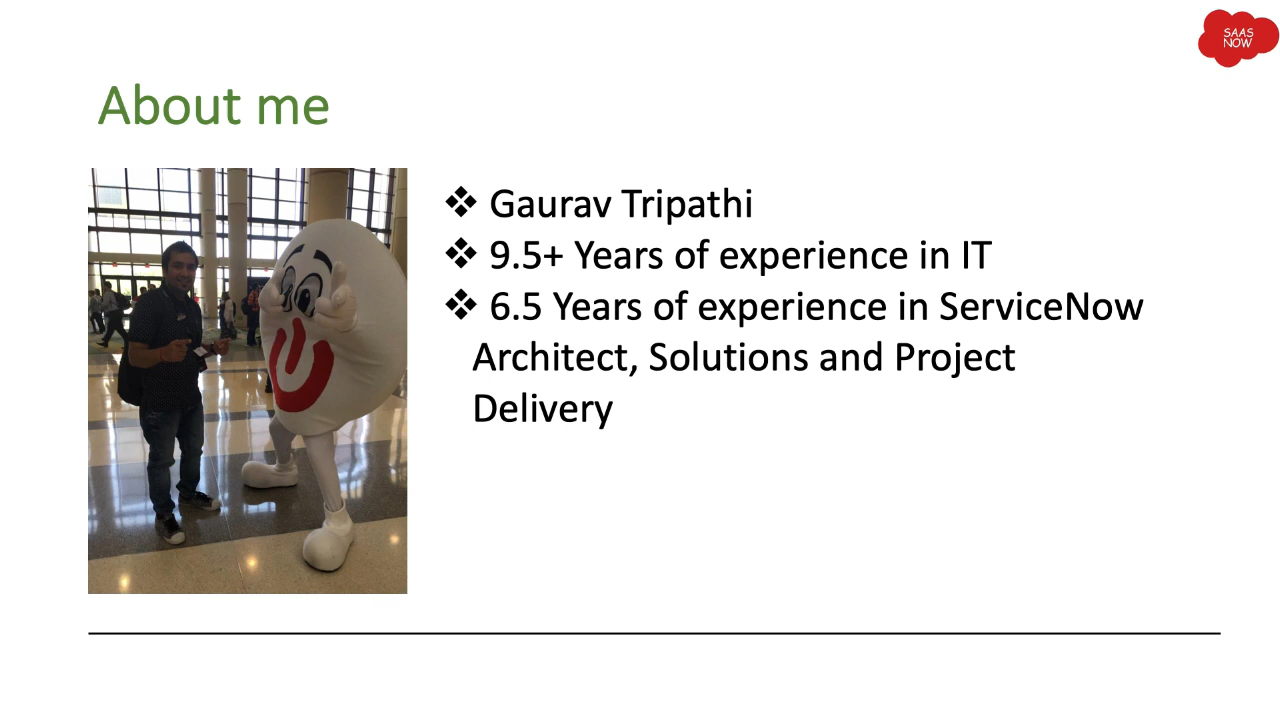 SAAS
NOW
About me
❖ Gaurav Tripathi
❖ 9.5+ Years of experience in IT
❖ 6.5 Years of experience in ServiceNow
Architect, Solutions and Project
Delivery